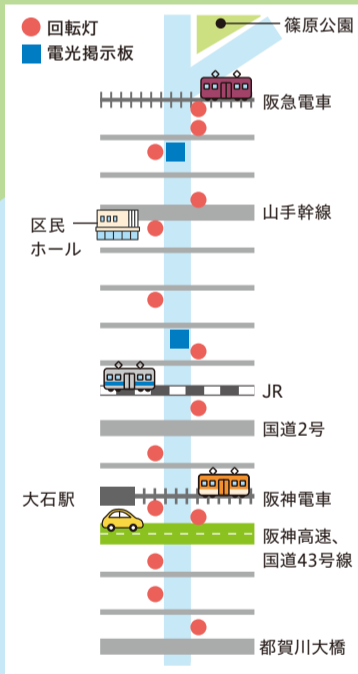 回転灯
電光掲示板
篠原公園
阪急電車
山手幹線
区民
ホール
JR
国道2号
大石駅
阪神電車
阪神高速、
国道43号線
都賀川大橋